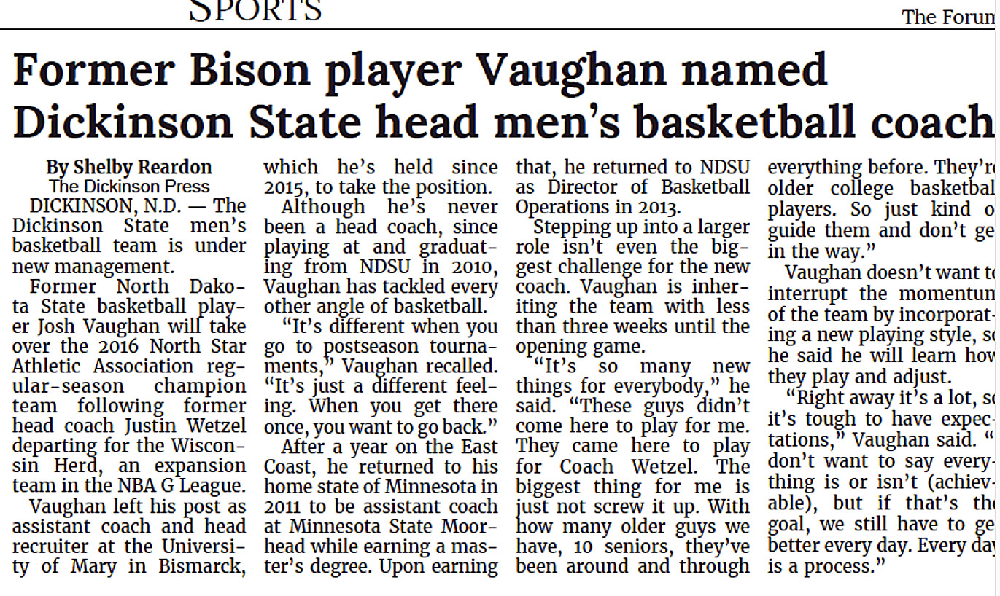 SPORTS
The Forum
Former Bison player Vaughan named
Dickinson State head men's basketball coach
By Shelby Reardon
The Dickinson Press
DICKINSON, N.D. — The
Dickinson State men's
basketball team is under
new management.
Former North Dako-
ta State basketball play-
er Josh Vaughan will take
over the 2016 North Star
Athletic Association reg-
ular-season champion
team following former
head coach Justin Wetzel
departing for the Wiscon-
sin Herd, an expansion
team in the NBA G League.
Vaughan left his post as
assistant coach and head
recruiter at the Universi-
ty of Mary in Bismarck,
which he's held since
2015, to take the position.
Although he's never
been a head coach, since
playing at and graduat-
ing from NDSU in 2010,
Vaughan has tackled every
other angle of basketball.
"It's different when you
go to postseason tourna-
ments," Vaughan recalled.
"It's just a different feel-
ing. When you get there
once, you want to go back."
After a year on the East
Coast, he returned to his
home state of Minnesota in
2011 to be assistant coach
at Minnesota State Moor-
head while earning a mas-
ter's degree. Upon earning
that, he returned to NDSU
as Director of Basketball
Operations in 2013.
Stepping up into a larger
role isn't even the big-
gest challenge for the new
coach. Vaughan is inher-
iting the team with less
than three weeks until the
opening game.
"It's so many new
things for everybody," he
said. "These guys didn't
come here to play for me.
They came here to play
for Coach Wetzel. The
biggest thing for me is
just not screw it up. With
how many older guys we
have, 10 seniors, they've
been around and through
everything before. They're
older college basketbal
players. So just kind o
guide them and don't ge
in the way."
Vaughan doesn't want to
interrupt the momentum
of the team by incorporat-
ing a new playing style, so
he said he will learn how
they play and adjust.
"Right away it's a lot, so
it's tough to have expec-
tations," Vaughan said. "
don't want to say every-
thing is or isn't (achiev-
able), but if that's the
goal, we still have to ge
better every day. Every day
is a process."